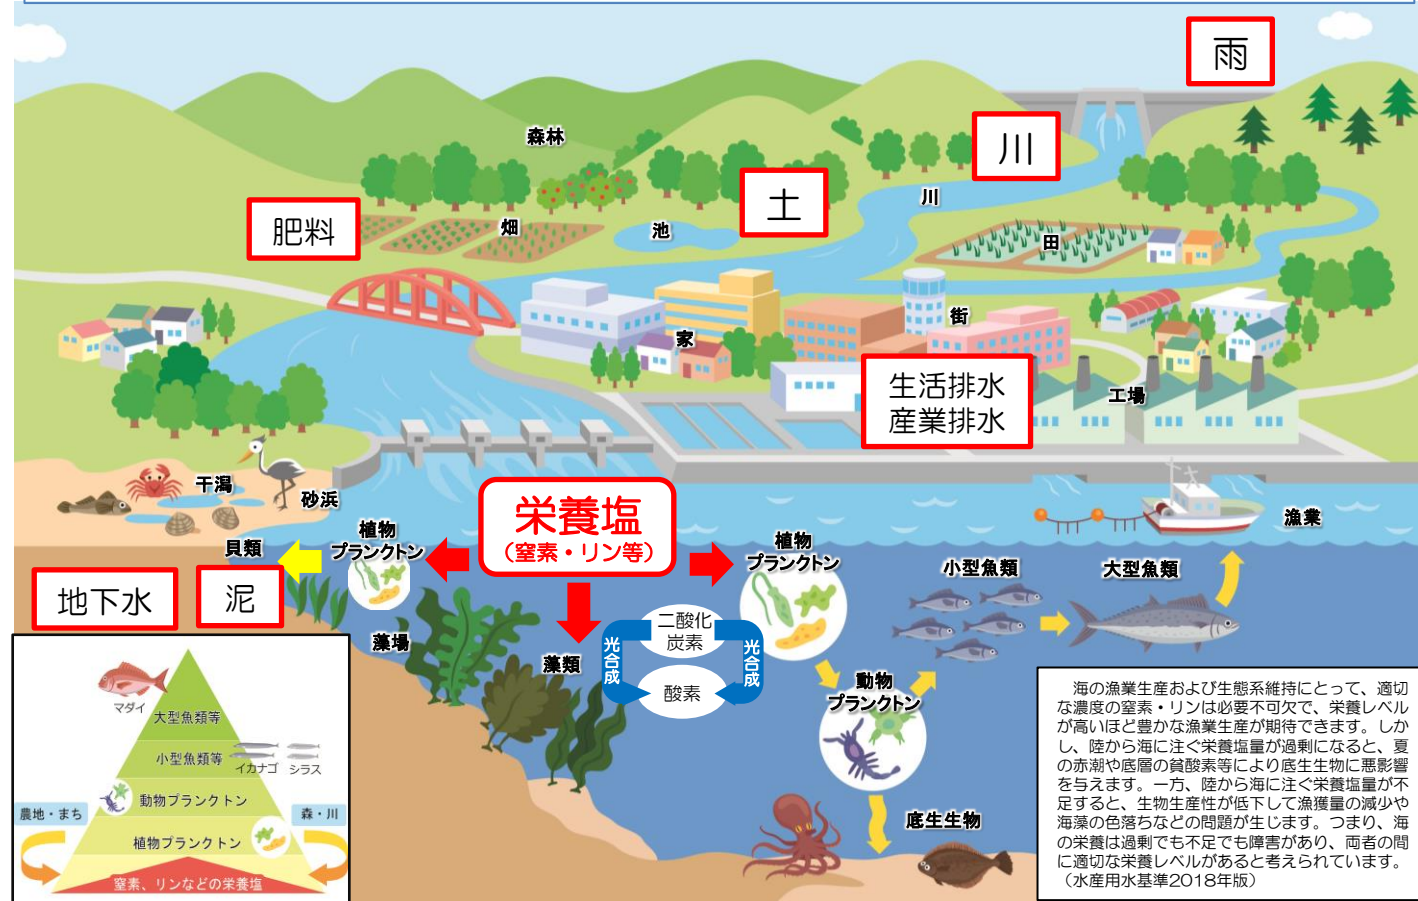 雨
川
森林
土
川
肥料
畑
池
田
街
家
生活排水
産業排水
工場
干潟
砂浜
栄養塩
(窒素・リン等)
漁業
植物
プランクトン
貝類
植物
プランクトン
小型魚類
大型魚類
地下水
泥
藻場
藻類
二酸化
炭素
光合成
光合成
酸素
動物
プランクトン
底生生物
マダイ
大型魚類等
小型魚類等
イカナゴ
シラス
動物プランクトン
農地・まち
森・川
植物プランクトン
窒素、リンなどの栄養塩
海の漁業生産および生態系維持にとって、適切
な濃度の窒素・リンは必要不可欠で、栄養レベル
が高いほど豊かな漁業生産が期待できます。しか
し、陸から海に注ぐ栄養塩量が過剰になると、夏
の赤潮や底層の貧酸素等により底生生物に悪影響
を与えます。一方、陸から海に注ぐ栄養塩量が不
足すると、生物生産性が低下して漁獲量の減少や
海藻の色落ちなどの問題が生じます。つまり、海
の栄養は過剰でも不足でも障害があり、両者の間
に適切な栄養レベルがあると考えられています。
(水産用水基準2018年版)